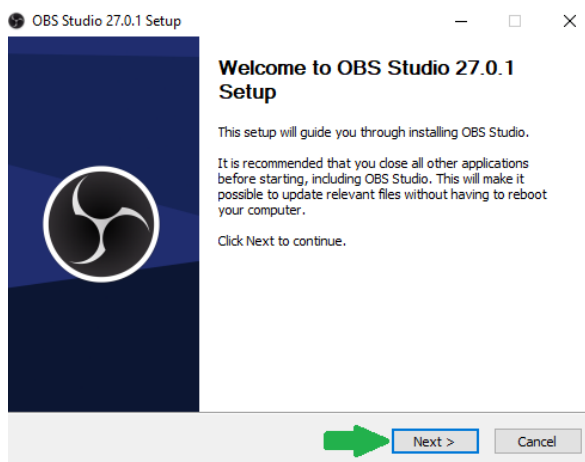 OBS Studio 27.0.1 Setup
Welcome to OBS Studio 27.0.1
Setup
This setup will guide you through installing OBS Studio.
It is recommended that you close all other applications
before starting, including OBS Studio. This will make it
possible to update relevant files without having to reboot
your computer.
Click Next to continue.
Next >
Cancel